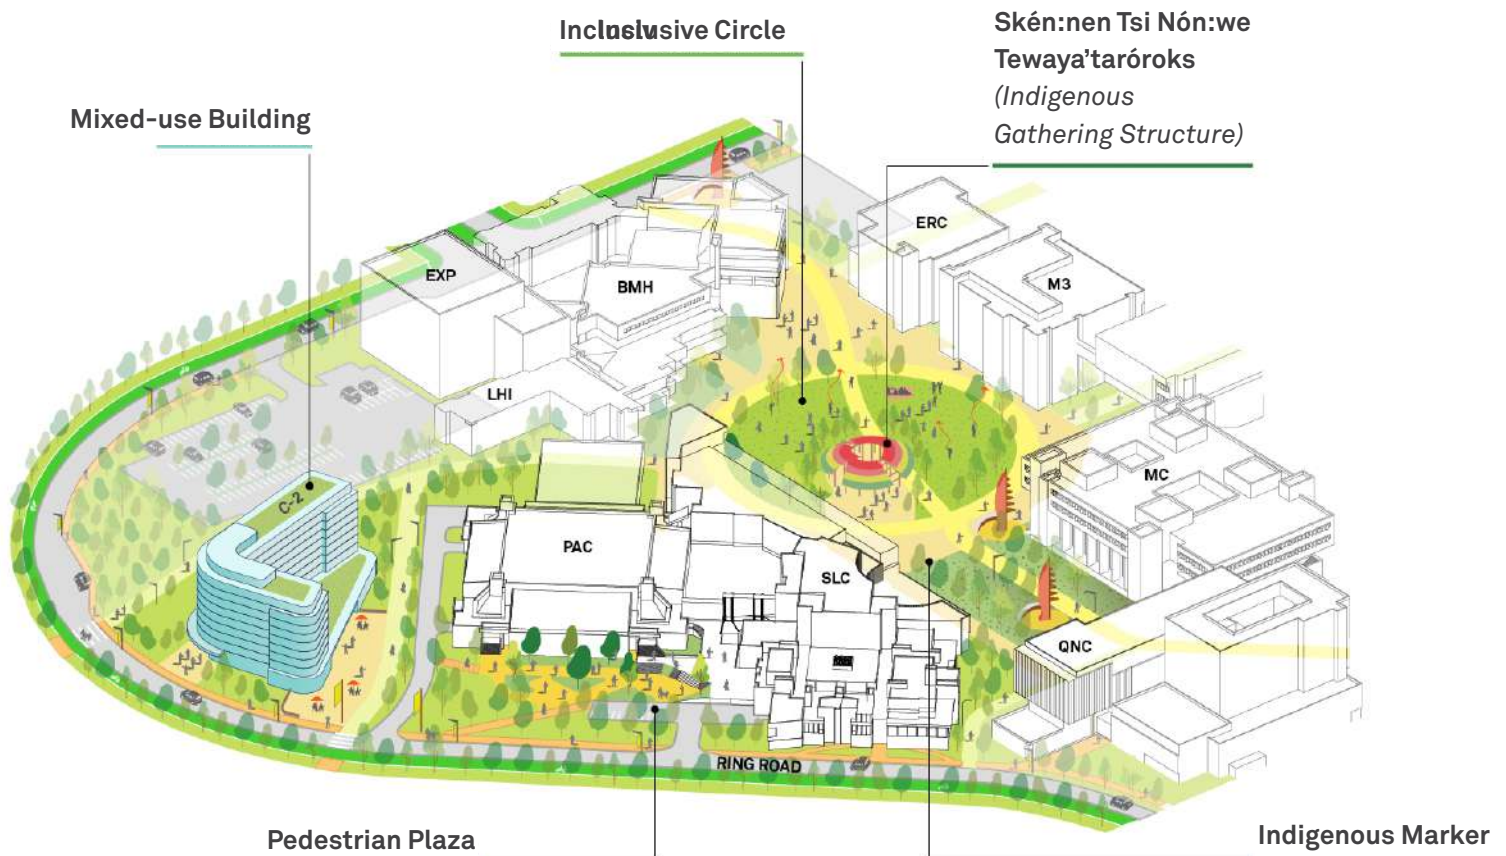 Inclusive Circle
Skén:nen Tsi Nón:we
Tewaya’taróroks
(Indigenous
Gathering Structure)
Mixed-use Building
ERC
EXP
M3
BMH
LHI
MC
C-2
PAC
SLC
QNC
RING ROAD
Pedestrian Plaza
Indigenous Marker